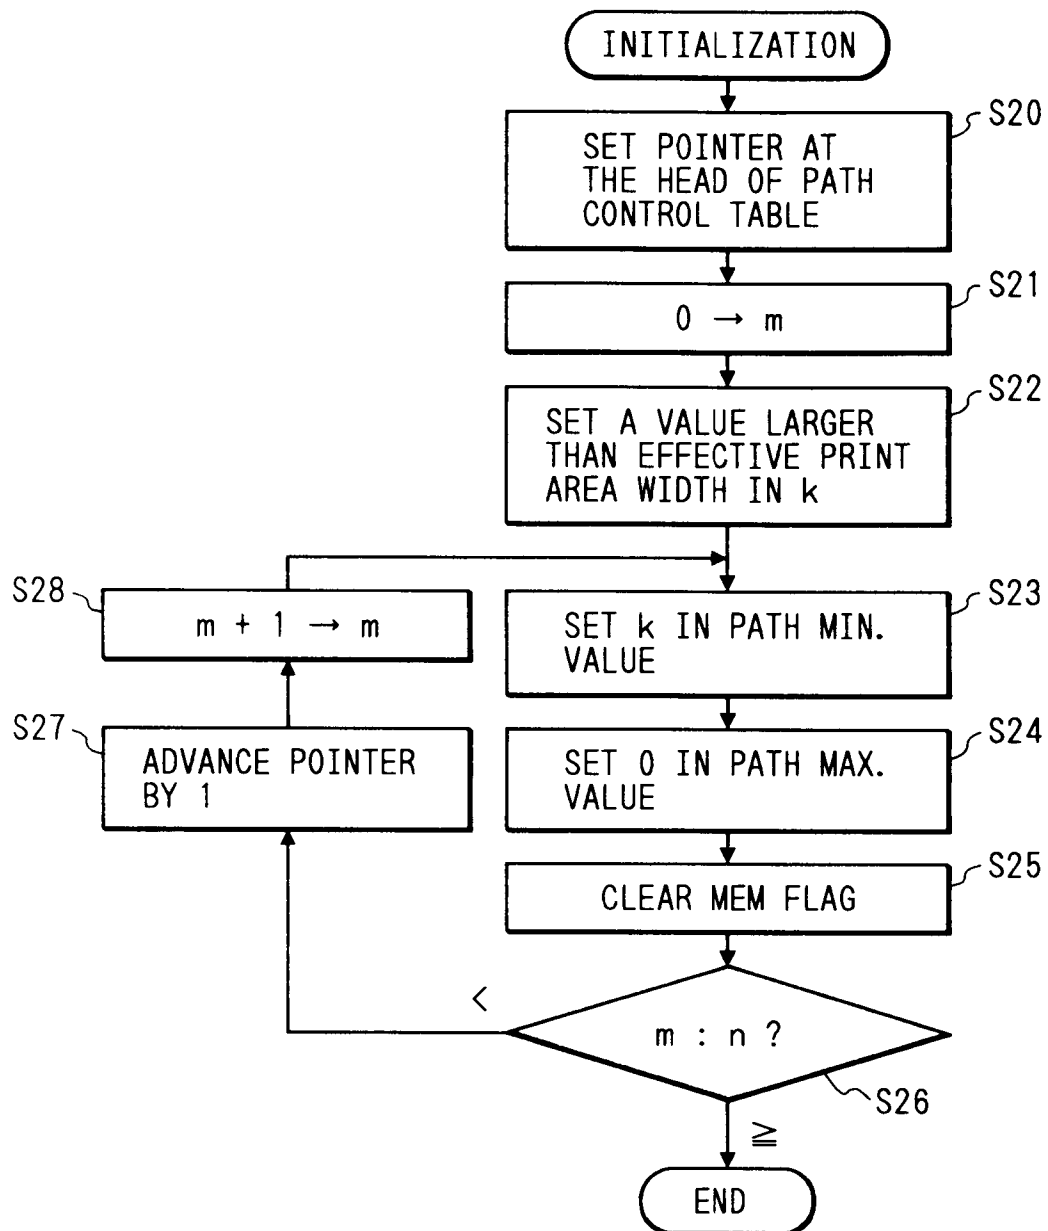 INITIALIZATION
S20
SET POINTER AT
THE HEAD OF PATH
CONTROL TABLE
S21
0 → m
S22
SET A VALUE LARGER
THAN EFFECTIVE PRINT
AREA WIDTH IN k
S28
m + 1 → m
S23
SET k IN PATH MIN.
VALUE
S27
ADVANCE POINTER
BY 1
S24
SET 0 IN PATH MAX.
VALUE
S25
CLEAR MEM FLAG
<
m : n ?
S26
≧
END